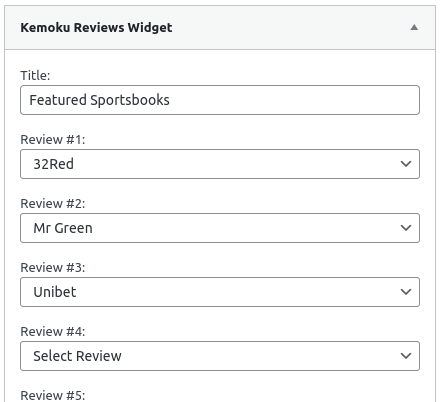 Kemoku Reviews Widget
Title:
Featured Sportsbooks
Review #1:
32Red
Review #2:
Mr Green
Review #3:
Unibet
Review #4:
Select Review
Review #5: